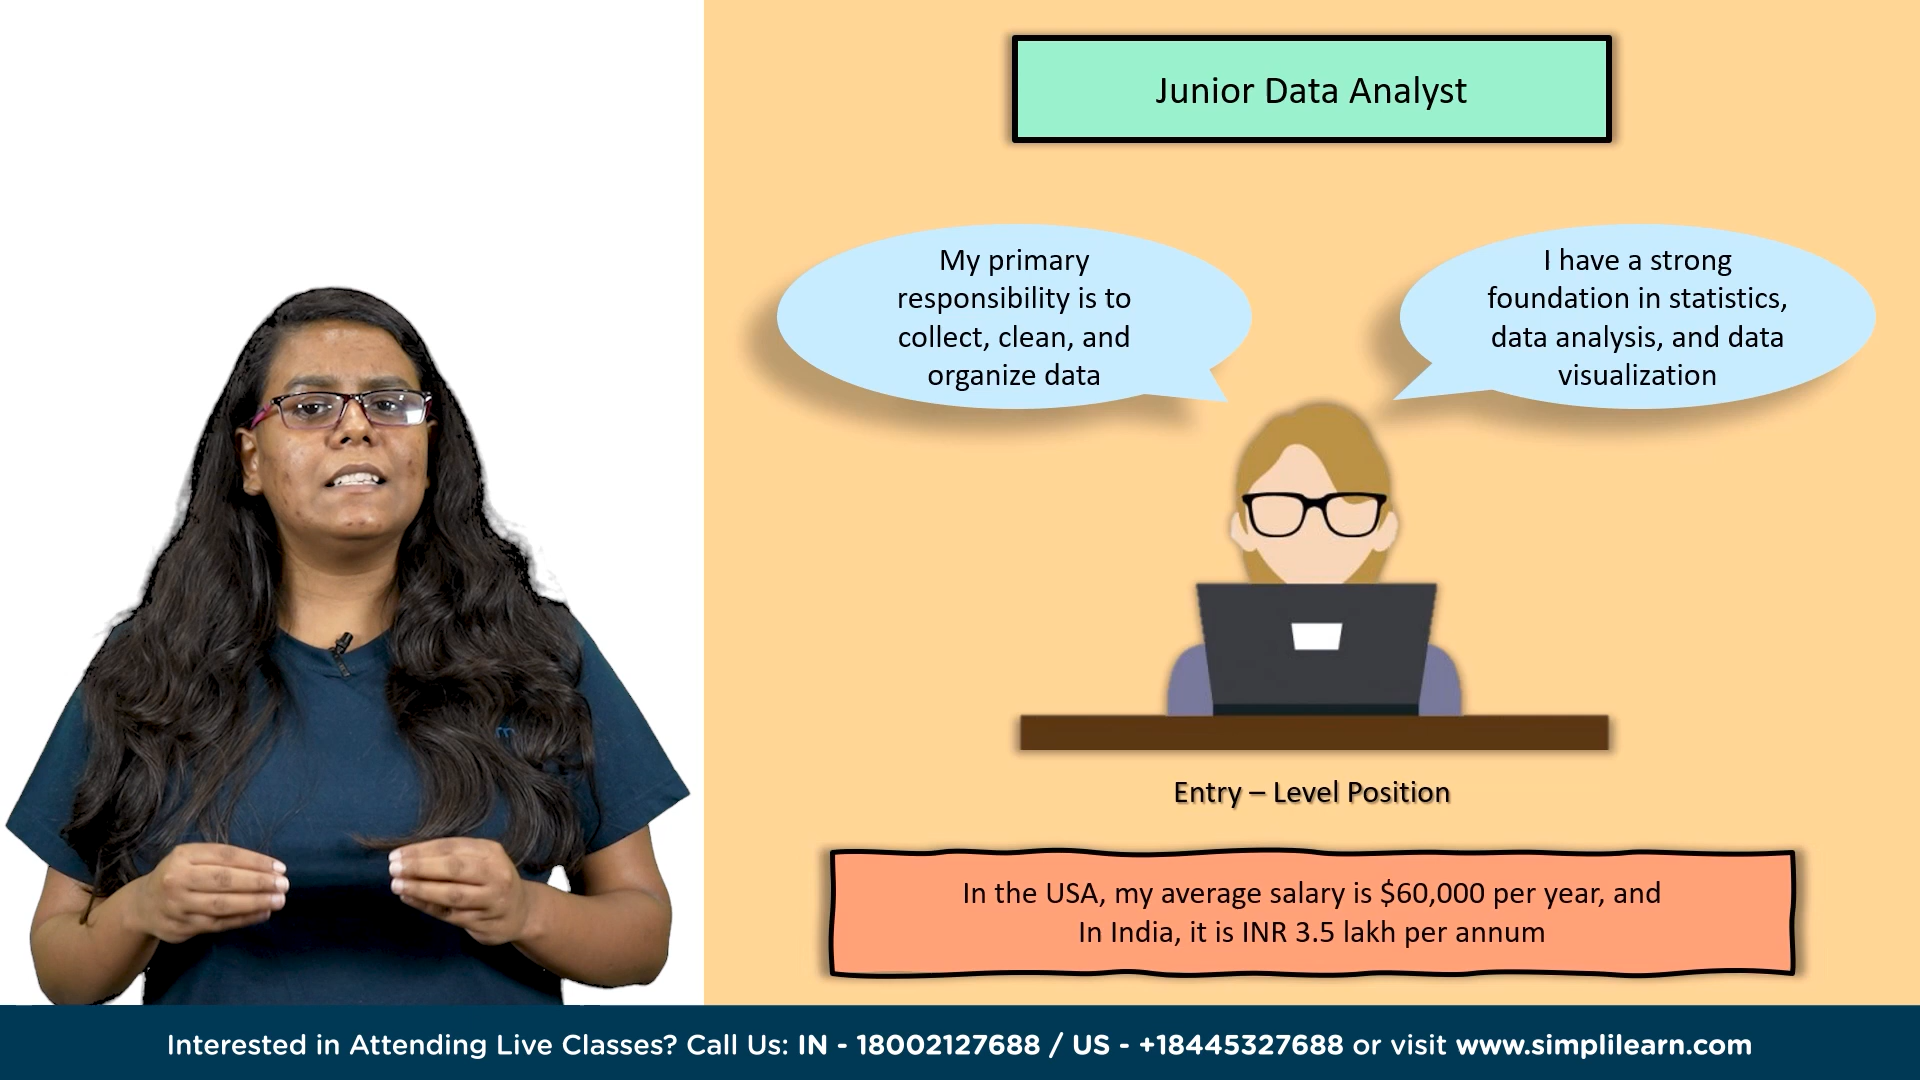 Junior Data Analyst
My primary
responsibility is to
collect, clean, and
organize data
I have a strong
foundation in statistics,
data analysis, and data
visualization
Entry – Level Position
In the USA, my average salary is $60,000 per year, and
In India, it is INR 3.5 lakh per annum
Interested in Attending Live Classes? Call Us: IN - 18002127688 / US - +18445327688 or visit www.simplilearn.com